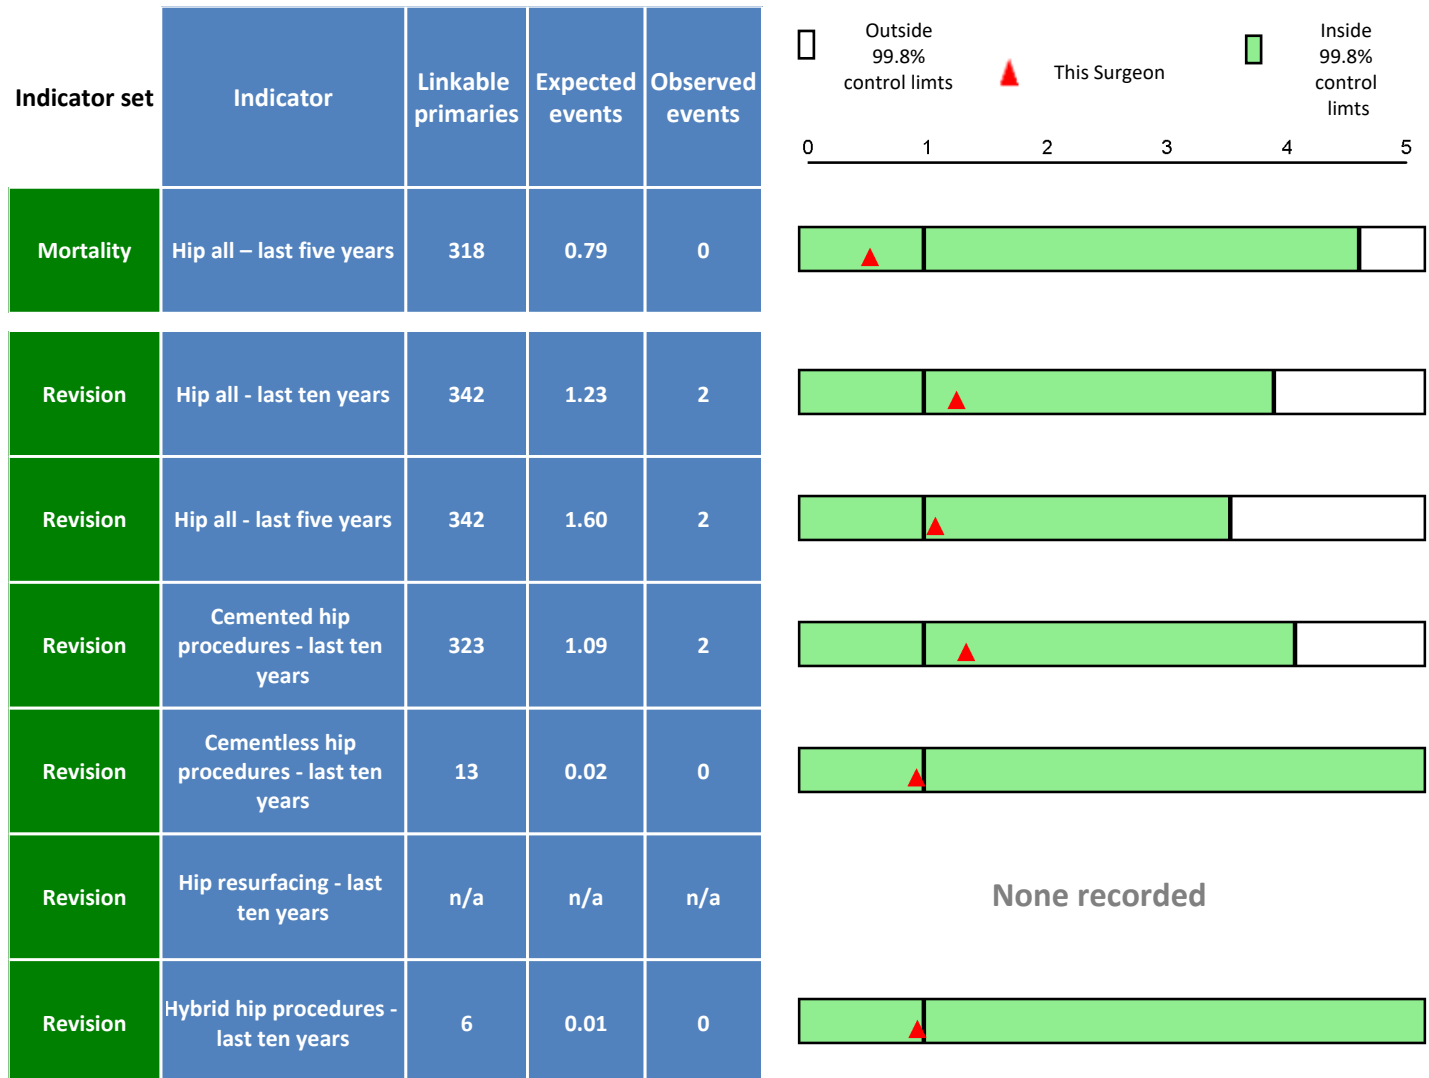 Indicator set
Indicator
Linkable
primaries
Expected
events
Observed
events
Outside
99.8%
control limts
This Surgeon
Inside
99.8%
control
limts
0 1 2 3 4 5
Mortality
Hip all – last five years
318
0.79
0
Revision
Hip all - last ten years
342
1.23
2
Revision
Hip all - last five years
342
1.60
2
Revision
Cemented hip
procedures - last ten
years
323
1.09
2
Revision
Cementless hip
procedures - last ten
years
13
0.02
0
Revision
Hip resurfacing - last
ten years
n/a
n/a
n/a
None recorded
Revision
Hybrid hip procedures -
last ten years
6
0.01
0